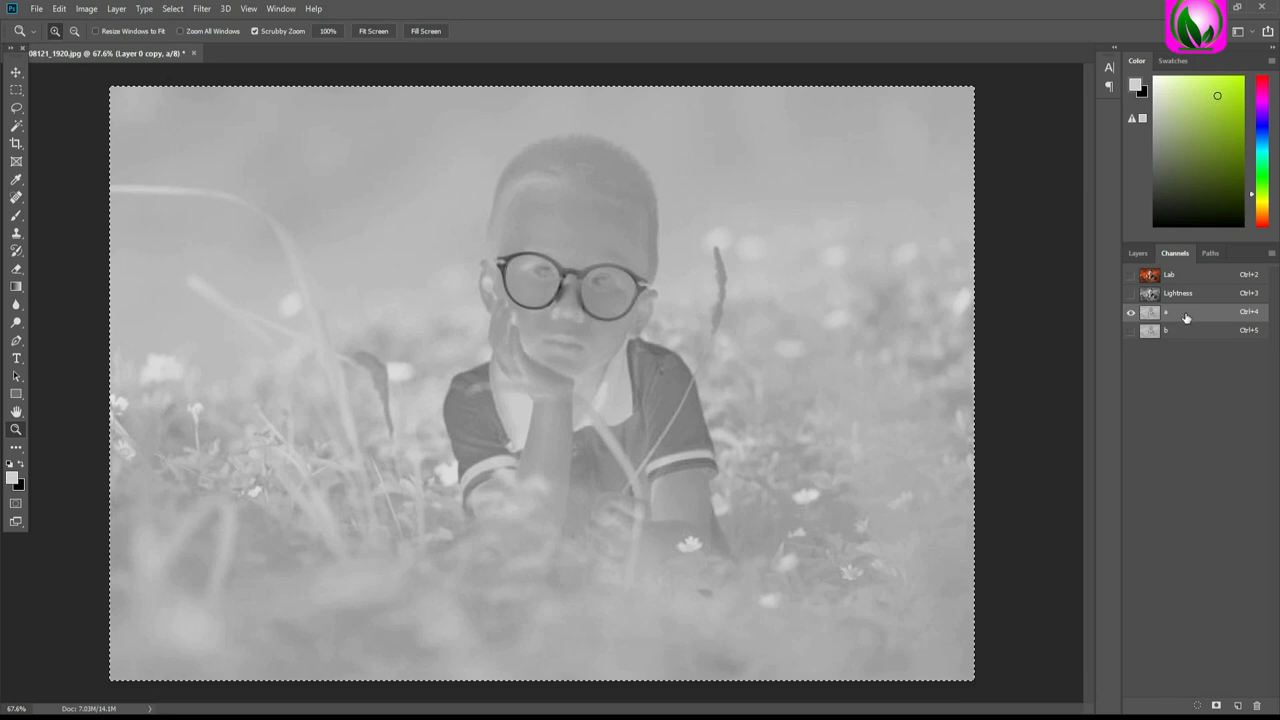 Ps File Edit Image Layer Type Select Filter 3D View Window Help
Resize Windows to Fit Zoom All Windows Scrubby Zoom 100% Fit Screen Fill Screen
08121_1920.jpg @ 67.6% (Layer 0 copy, a/8) * ×
Color Swatches
Layers Channels Paths
Lab Ctrl+2
Lightness Ctrl+3
a Ctrl+4
b Ctrl+5
67.6% Doc: 7.03M/14.1M